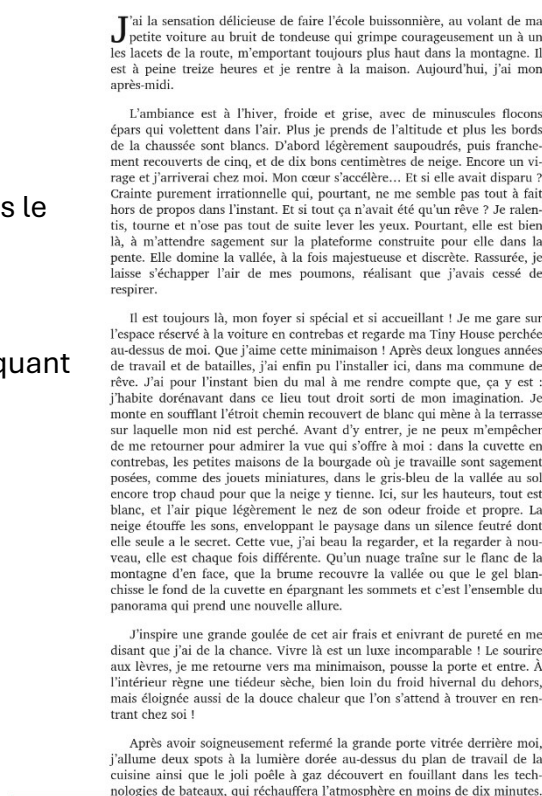 J'ai la sensation délicieuse de faire l'école buissonnière, au volant de ma
petite voiture au bruit de tondeuse qui grimpe courageusement un à un
les lacets de la route, m'emportant toujours plus haut dans la montagne. Il
est à peine treize heures et je rentre à la maison. Aujourd'hui, j'ai mon
après-midi.
L'ambiance est à l'hiver, froide et grise, avec de minuscules flocons
épars qui volettent dans l'air. Plus je prends de l'altitude et plus les bords
de la chaussée sont blancs. D'abord légèrement saupoudrés, puis franche-
ment recouverts de cinq, et de dix bons centimètres de neige. Encore un vi-
rage et j'arriverai chez moi. Mon cœur s'accélère… Et si elle avait disparu ?
Crainte purement irrationnelle qui, pourtant, ne me semble pas tout à fait
hors de propos dans l'instant. Et si tout ça n'avait été qu'un rêve ? Je ralen-
tis, tourne et n'ose pas tout de suite lever les yeux. Pourtant, elle est bien
là, à m'attendre sagement sur la plateforme construite pour elle dans la
pente. Elle domine la vallée, à la fois majestueuse et discrète. Rassurée, je
laisse s'échapper l'air de mes poumons, réalisant que j'avais cessé de
respirer.
Il est toujours là, mon foyer si spécial et si accueillant ! Je me gare sur
l'espace réservé à la voiture en contrebas et regarde ma Tiny House perchée
au-dessus de moi. Que j'aime cette minimaison ! Après deux longues années
de travail et de batailles, j'ai enfin pu l'installer ici, dans ma commune de
rêve. J'ai pour l'instant bien du mal à me rendre compte que, ça y est :
j'habite dorénavant dans ce lieu tout droit sorti de mon imagination. Je
monte en soufflant l'étroit chemin recouvert de blanc qui mène à la terrasse
sur laquelle mon nid est perché. Avant d'y entrer, je ne peux m'empêcher
de me retourner pour admirer la vue qui s'offre à moi : dans la cuvette en
contrebas, les petites maisons de la bourgade où je travaille sont sagement
posées, comme des jouets miniatures, dans le gris-bleu de la vallée au sol
encore trop chaud pour que la neige y tienne. Ici, sur les hauteurs, tout est
blanc, et l'air pique légèrement le nez de son odeur froide et propre. La
neige étouffe les sons, enveloppant le paysage dans un silence feutré dont
elle seule a le secret. Cette vue, j'ai beau la regarder, et la regarder à nou-
veau, elle est chaque fois différente. Qu'un nuage traîne sur le flanc de la
montagne d'en face, que la brume recouvre la vallée ou que le gel blan-
chisse le fond de la cuvette en épargnant les sommets et c'est l'ensemble du
panorama qui prend une nouvelle allure.
J'inspire une grande goulée de cet air frais et enivrant de pureté en me
disant que j'ai de la chance. Vivre là est un luxe incomparable ! Le sourire
aux lèvres, je me retourne vers ma minimaison, pousse la porte et entre. À
l'intérieur règne une tiédeur sèche, bien loin du froid hivernal du dehors,
mais éloignée aussi de la douce chaleur que l'on s'attend à trouver en ren-
trant chez soi !
Après avoir soigneusement refermé la grande porte vitrée derrière moi,
j'allume deux spots à la lumière dorée au-dessus du plan de travail de la
cuisine ainsi que le joli poêle à gaz découvert en fouillant dans les tech-
nologies de bateaux, qui réchauffera l'atmosphère en moins de dix minutes.
s le
quant